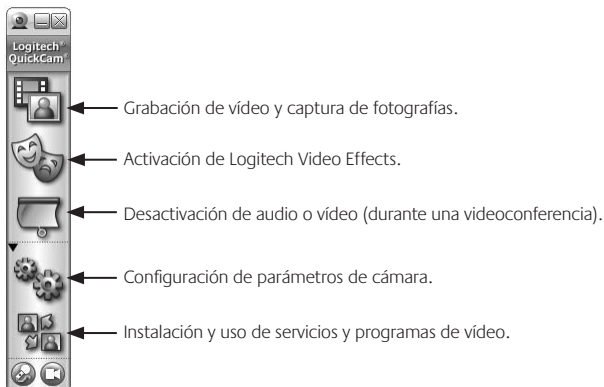 Logitech®
QuickCam®
Grabación de vídeo y captura de fotografías.
Activación de Logitech Video Effects.
Desactivación de audio o vídeo (durante una videoconferencia).
Configuración de parámetros de cámara.
Instalación y uso de servicios y programas de vídeo.